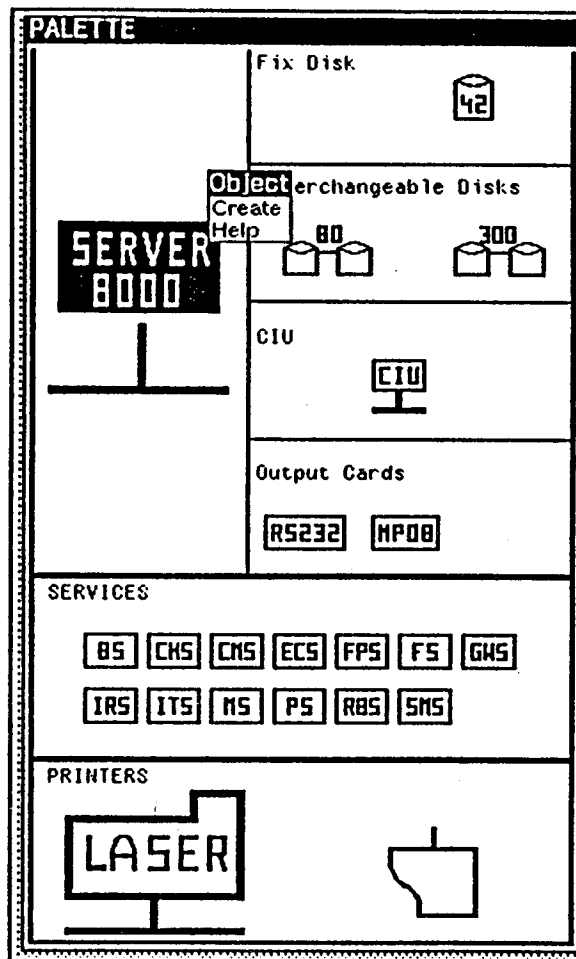 PALETTE
Fix Disk
42
Object
Create
Help
erchangeable Disks
80 300
SERVER
8000
CIU
CIU
Output Cards
RS232 MP08
SERVICES
BS CHS CMS ECS FPS FS GWS
IRS ITS MS PS RBS SMS
PRINTERS
LASER